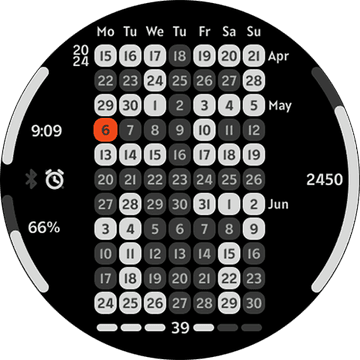 Mo Tu We Tu Fr Sa Su
20 15 16 17 18 19 20 21 Apr
24
22 23 24 25 26 27 28
29 30 1 2 3 4 5 May
9:09 6 7 8 9 10 11 12
13 14 15 16 17 18 19
20 21 22 23 24 25 26 2450
27 28 29 30 31 1 2 Jun
66% 3 4 5 6 7 8 9
10 11 12 13 14 15 16
17 18 19 20 21 22 23
24 25 26 27 28 29 30
39